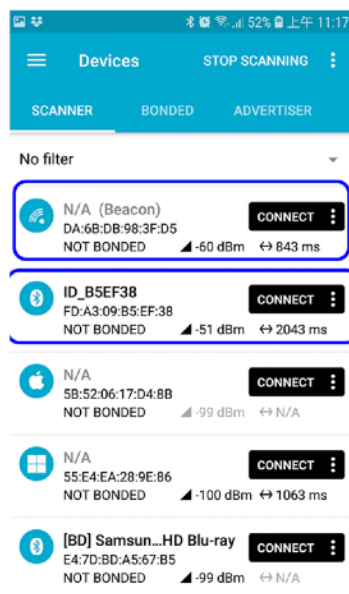 52% 上午 11:17
Devices STOP SCANNING
SCANNER BONDED ADVERTISER
No filter
N/A (Beacon)
DA:6B:DB:98:3F:D5
CONNECT
NOT BONDED -60 dBm ↔ 843 ms
ID_B5EF38
FD:A3:09:B5:EF:38
CONNECT
NOT BONDED -51 dBm ↔ 2043 ms
N/A
5B:52:06:17:D4:8B
CONNECT
NOT BONDED -99 dBm ↔ N/A
N/A
55:E4:EA:28:9E:86
CONNECT
NOT BONDED -100 dBm ↔ 1063 ms
[BD] Samsun...HD Blu-ray
E4:7D:BD:A5:67:B5
CONNECT
NOT BONDED -99 dBm ↔ N/A